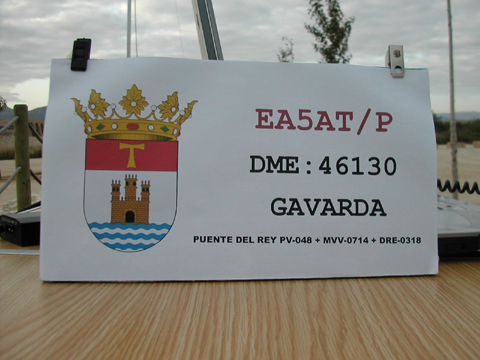 EA5AT/P
DME:46130
GAVARDA
PUENTE DEL REY PV-048 + MVV-0714 + DRE-0318